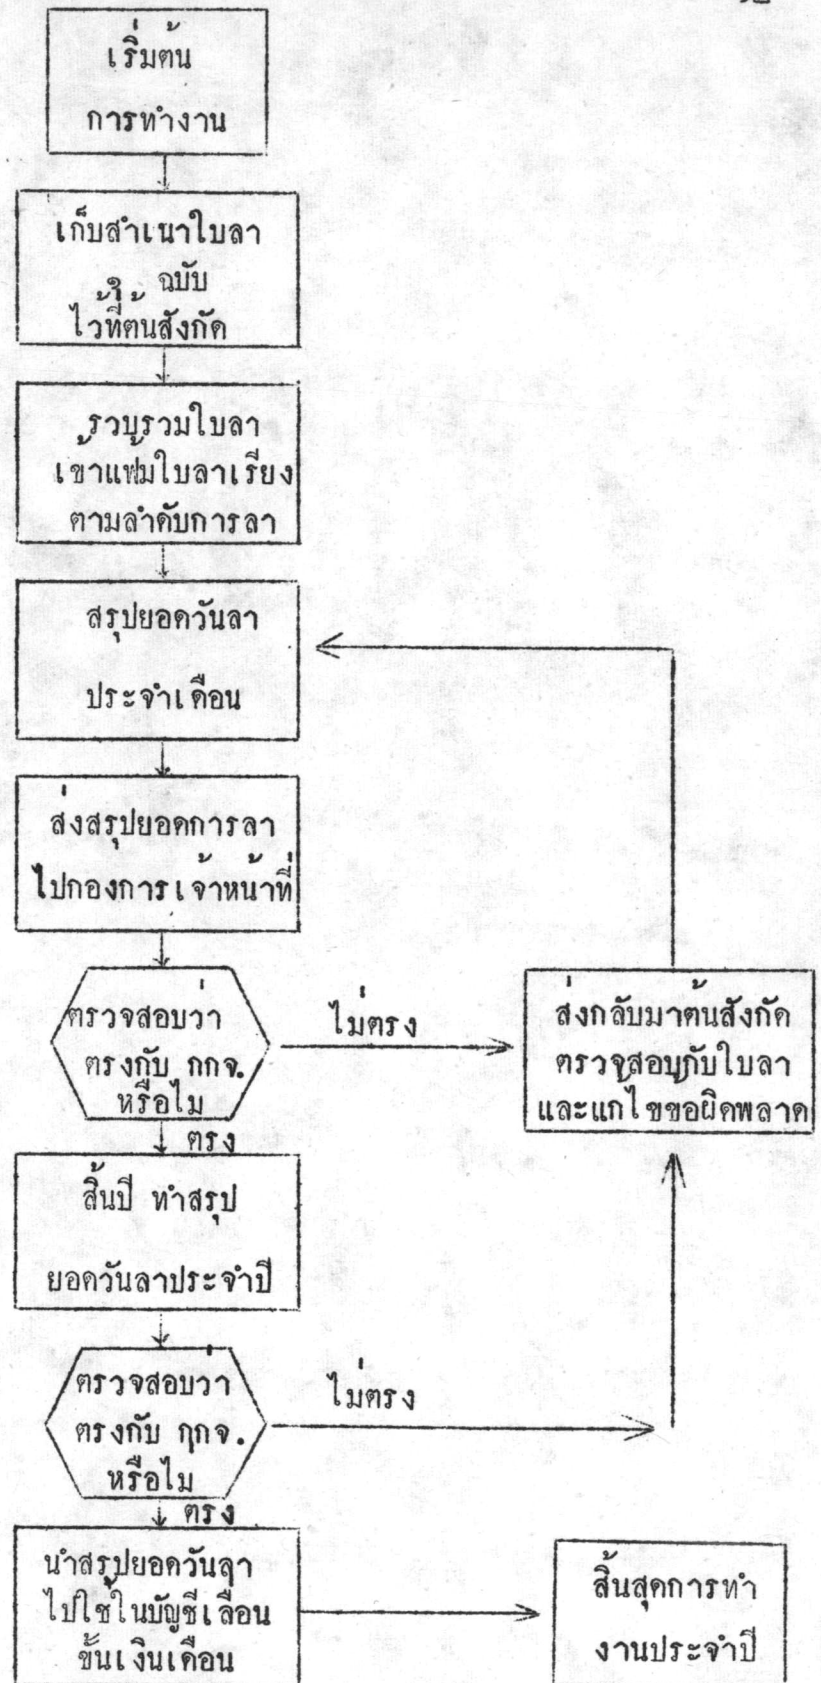 เริ่มต้น
การทำงาน
เก็บสำเนาใบลา
ฉบับ
ไว้ที่ต้นสังกัด
รวบรวมใบลา
เข้าแฟ้มใบลาเรียง
ตามลำดับการลา
สรุปยอดวันลา
ประจำเดือน
ส่งสรุปยอดการลา
ไปกองการเจ้าหน้าที่
ตรวจสอบว่า
ตรงกับ กกจ.
หรือไม
ไม่ตรง
ส่งกลับมาต้นสังกัด
ตรวจสอบกับใบลา
และแก้ไขขอผิดพลาด
ตรง
สิ้นปี ทำสรุป
ยอดวันลาประจำปี
ตรวจสอบว่า
ตรงกับ กกจ.
หรือไม
ไม่ตรง
ตรง
นำสรุปยอดวันลา
ไปใช้ในบัญชีเลื่อน
ขั้นเงินเดือน
สิ้นสุดการทำ
งานประจำปี